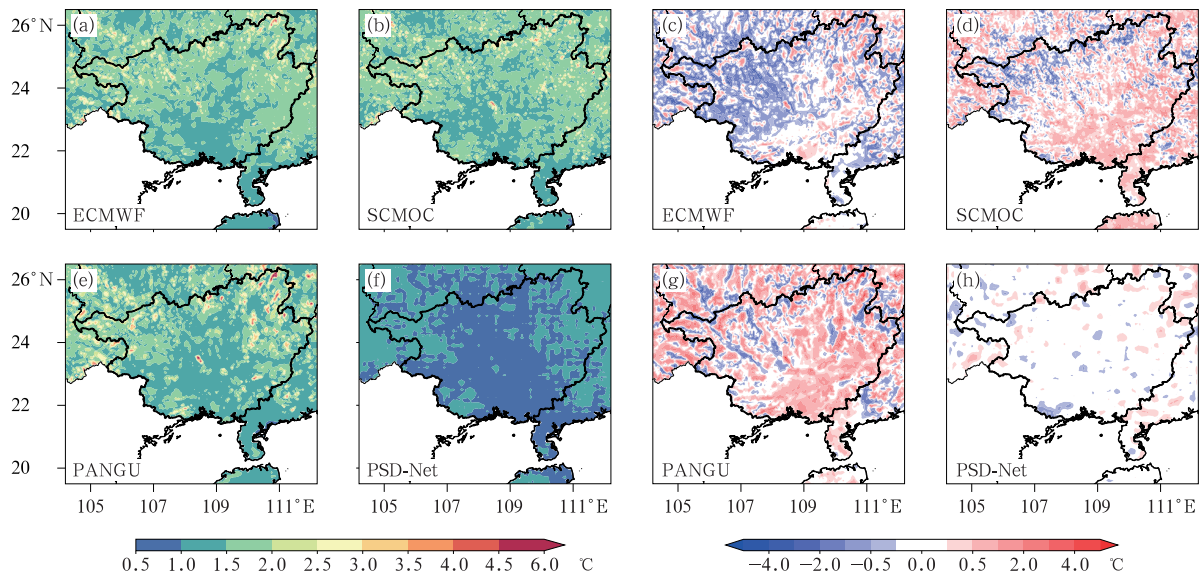 26°N (a) (b) (c) (d)
24
22
20
ECMWF SCMOC ECMWF SCMOC
26°N (e) (f) (g) (h)
24
22
20
PANGU PSD-Net PANGU PSD-Net
105 107 109 111°E 105 107 109 111°E 105 107 109 111°E 105 107 109 111°E
0.5 1.0 1.5 2.0 2.5 3.0 3.5 4.0 4.5 6.0 ℃ −4.0 −2.0 −0.5 0.0 0.5 2.0 4.0 ℃